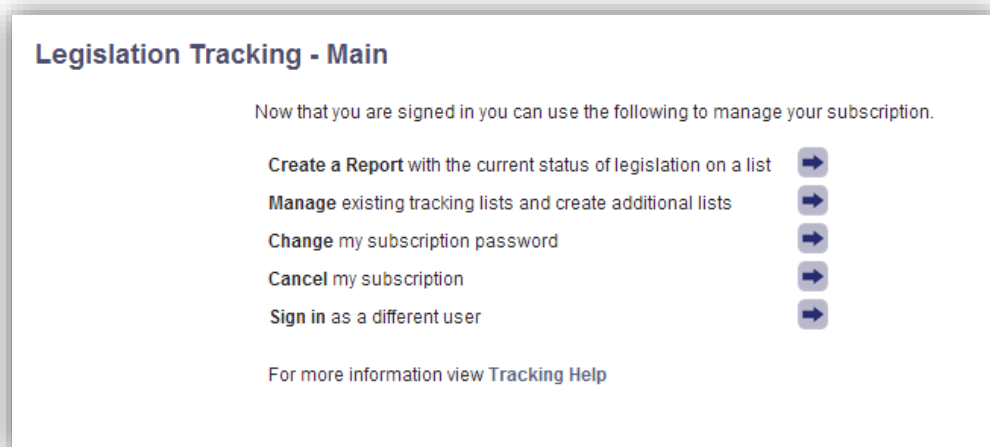 Legislation Tracking - Main
Now that you are signed in you can use the following to manage your subscription.
Create a Report with the current status of legislation on a list
Manage existing tracking lists and create additional lists
Change my subscription password
Cancel my subscription
Sign in as a different user
For more information view Tracking Help